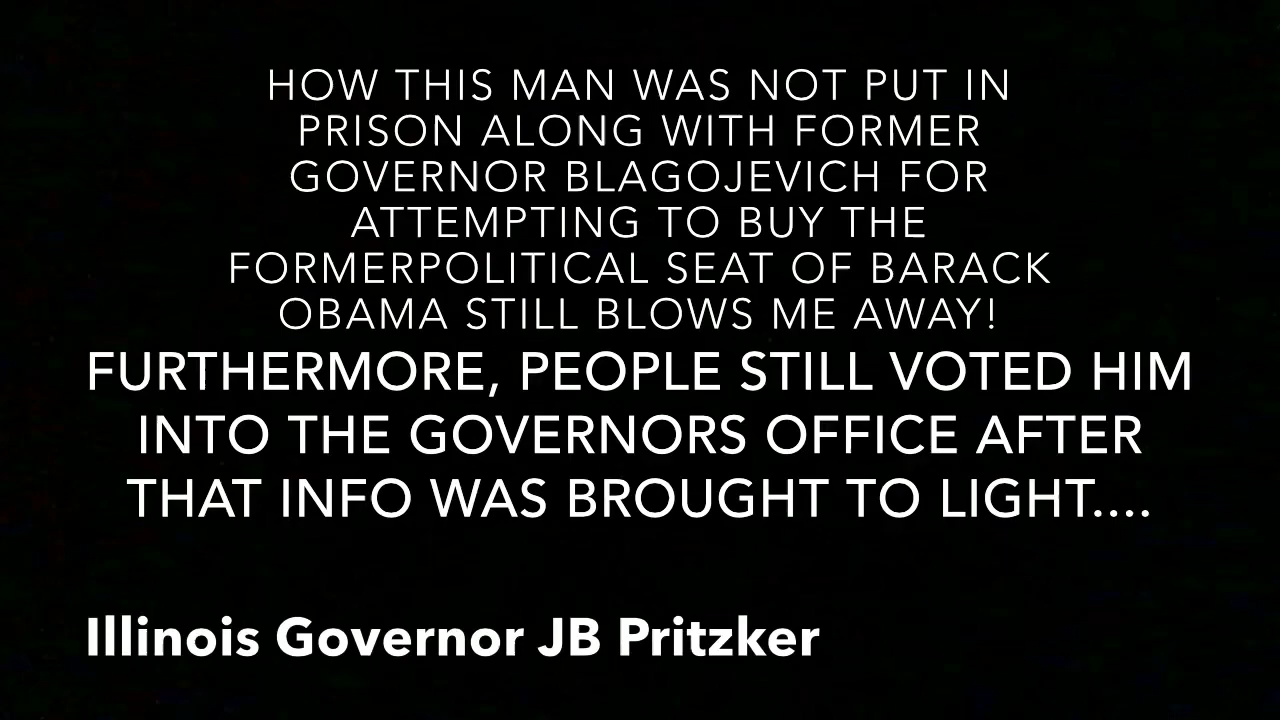 HOW THIS MAN WAS NOT PUT IN
PRISON ALONG WITH FORMER
GOVERNOR BLAGOJEVICH FOR
ATTEMPTING TO BUY THE
FORMERPOLITICAL SEAT OF BARACK
OBAMA STILL BLOWS ME AWAY!
FURTHERMORE, PEOPLE STILL VOTED HIM
INTO THE GOVERNORS OFFICE AFTER
THAT INFO WAS BROUGHT TO LIGHT....
Illinois Governor JB Pritzker